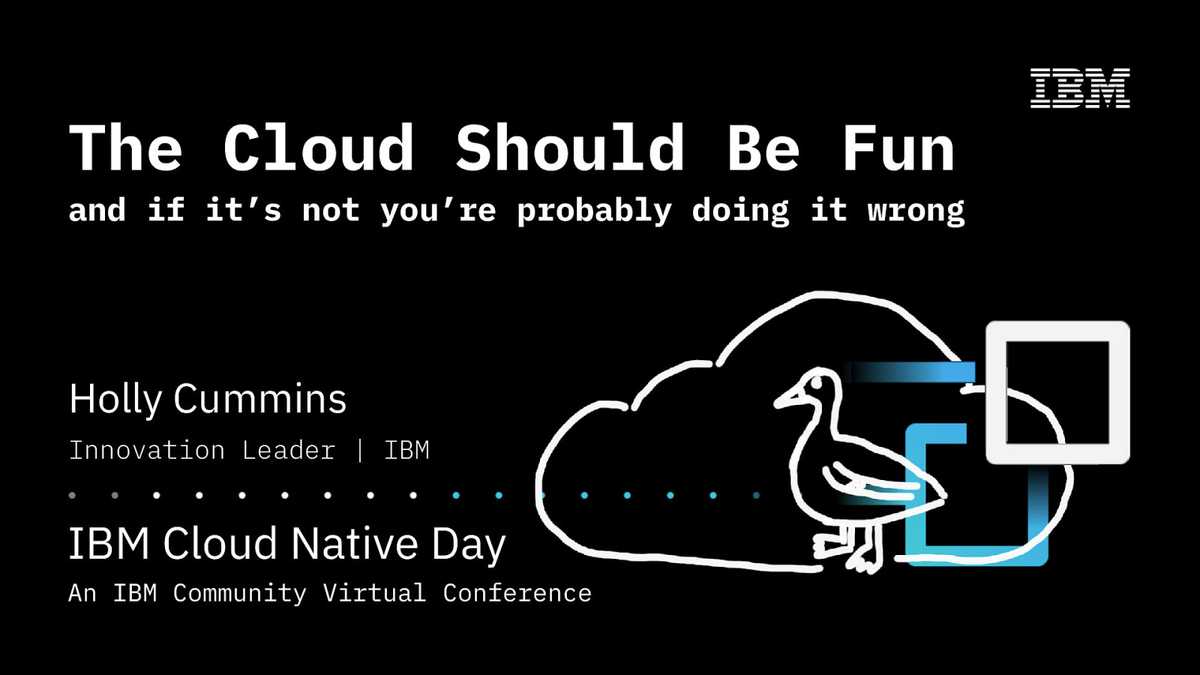 IBM
The Cloud Should Be Fun
and if it’s not you’re probably doing it wrong
Holly Cummins
Innovation Leader | IBM
IBM Cloud Native Day
An IBM Community Virtual Conference